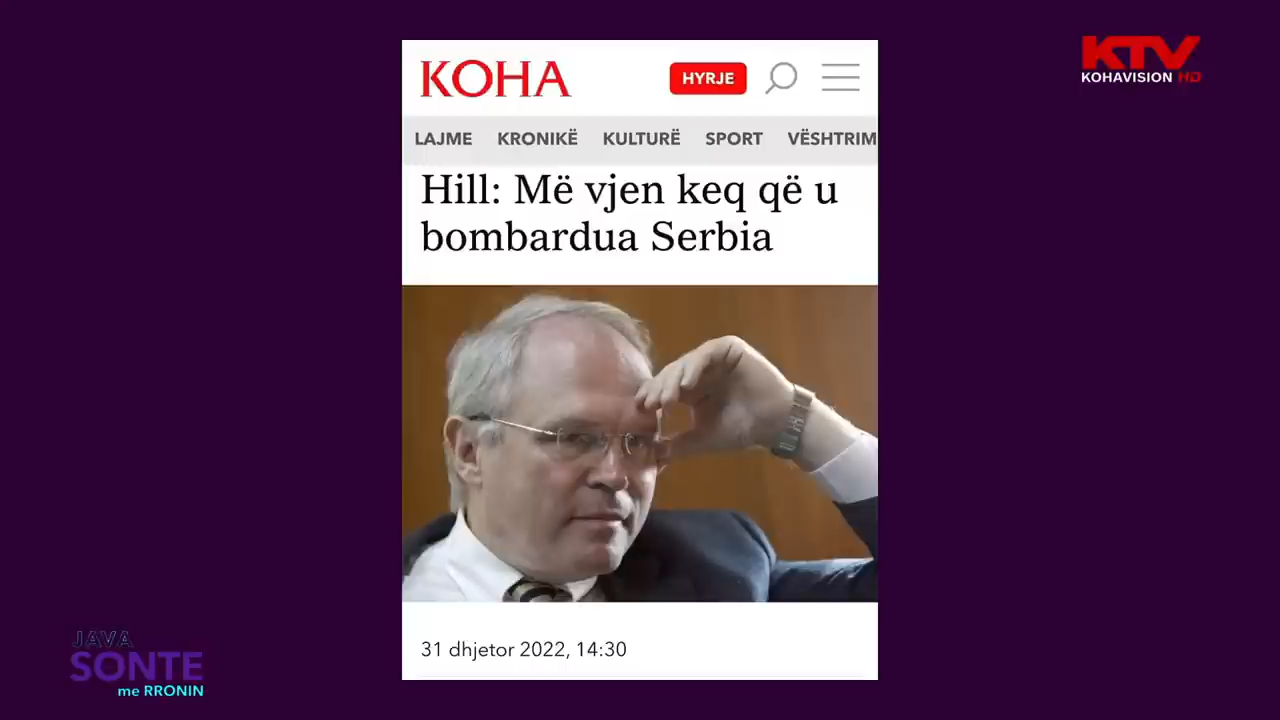 KOHA
HYRJE
LAJME KRONIKË KULTURË SPORT VËSHTRIM
Hill: Më vjen keq që u
bombardua Serbia
31 dhjetor 2022, 14:30
KTV
KOHAVISION HD
JAVA
SONTE
me RRONIN